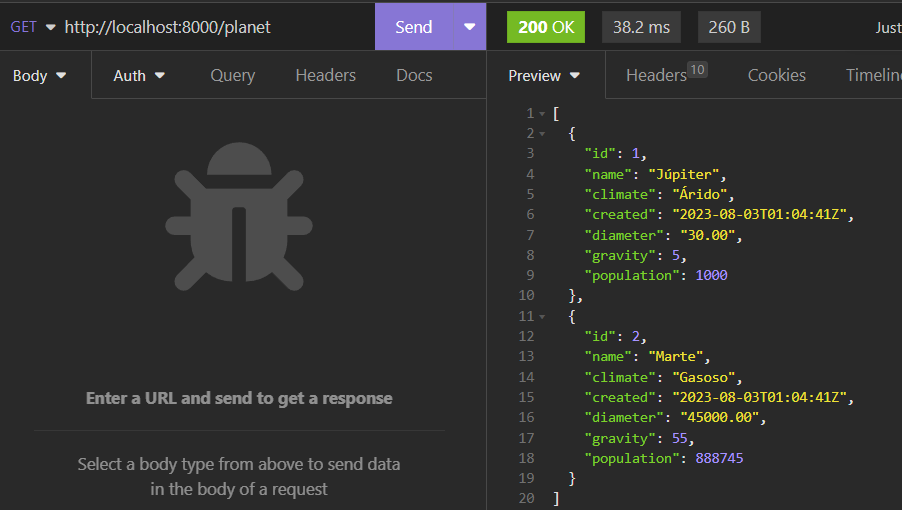 GET http://localhost:8000/planet Send 200 OK 38.2 ms 260 B Just
Body Auth Query Headers Docs
Preview Headers 10 Cookies Timeline
Enter a URL and send to get a response
Select a body type from above to send data
in the body of a request
1 [
2 {
3 "id": 1,
4 "name": "Júpiter",
5 "climate": "Árido",
6 "created": "2023-08-03T01:04:41Z",
7 "diameter": "30.00",
8 "gravity": 5,
9 "population": 1000
10 },
11 {
12 "id": 2,
13 "name": "Marte",
14 "climate": "Gasoso",
15 "created": "2023-08-03T01:04:41Z",
16 "diameter": "45000.00",
17 "gravity": 55,
18 "population": 888745
19 }
20 ]